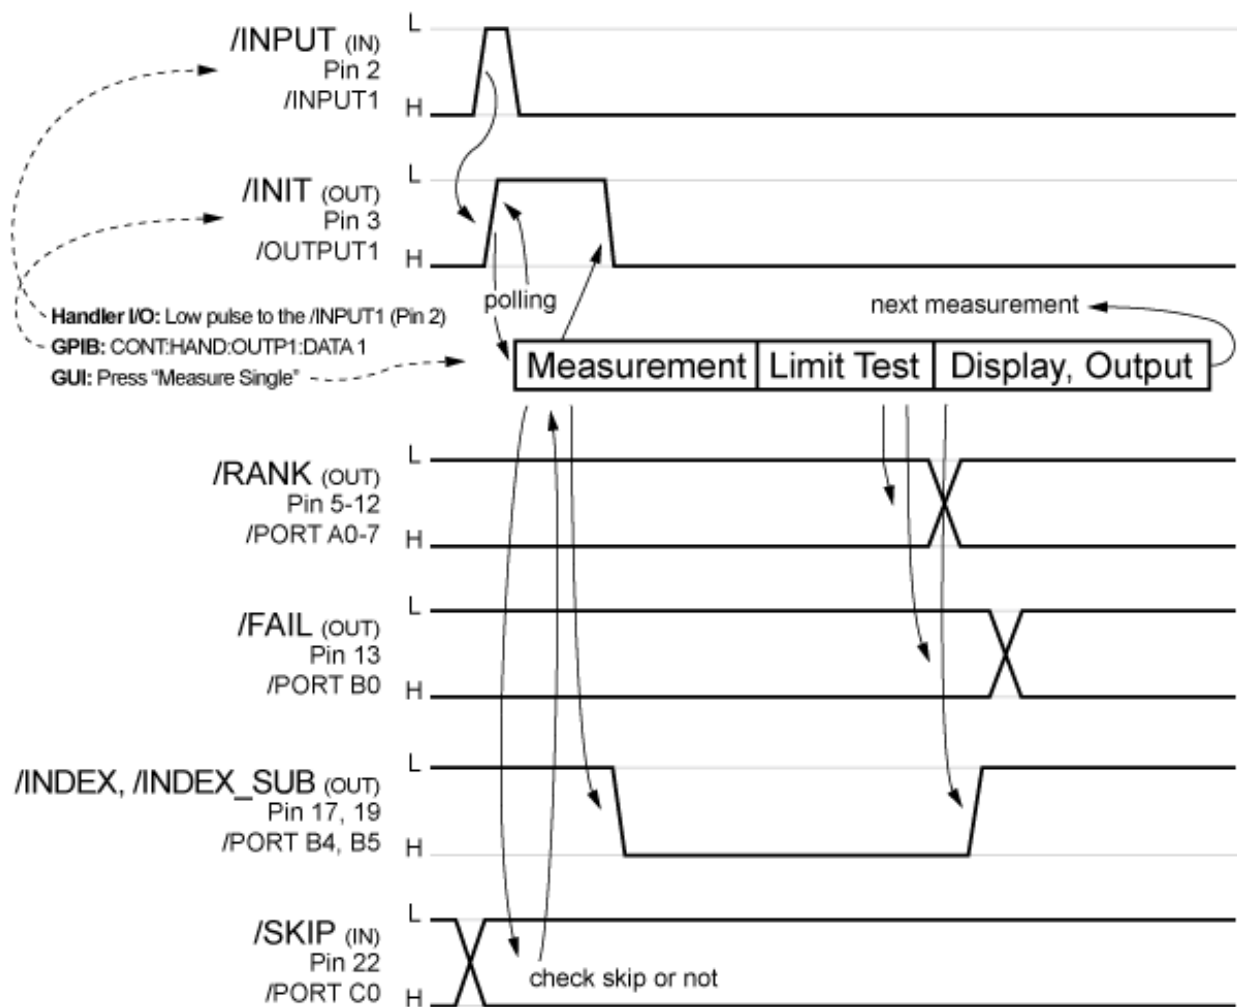 L
/INPUT (IN)
Pin 2
/INPUT1
H
L
/INIT (OUT)
Pin 3
/OUTPUT1
H
polling
next measurement
Handler I/O: Low pulse to the /INPUT1 (Pin 2)
GPIB: CONT:HAND:OUTP1:DATA 1
GUI: Press “Measure Single”
Measurement
Limit Test
Display, Output
L
/RANK (OUT)
Pin 5-12
/PORT A0-7
H
L
/FAIL (OUT)
Pin 13
/PORT B0
H
L
/INDEX, /INDEX_SUB (OUT)
Pin 17, 19
/PORT B4, B5
H
L
/SKIP (IN)
Pin 22
/PORT C0
H
check skip or not